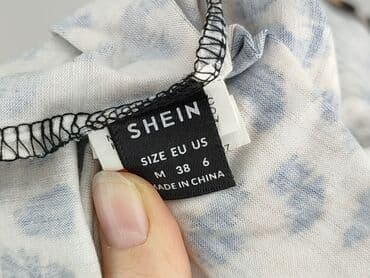 SHEIN
SIZE EU US
M 38 6
MADE IN CHINA